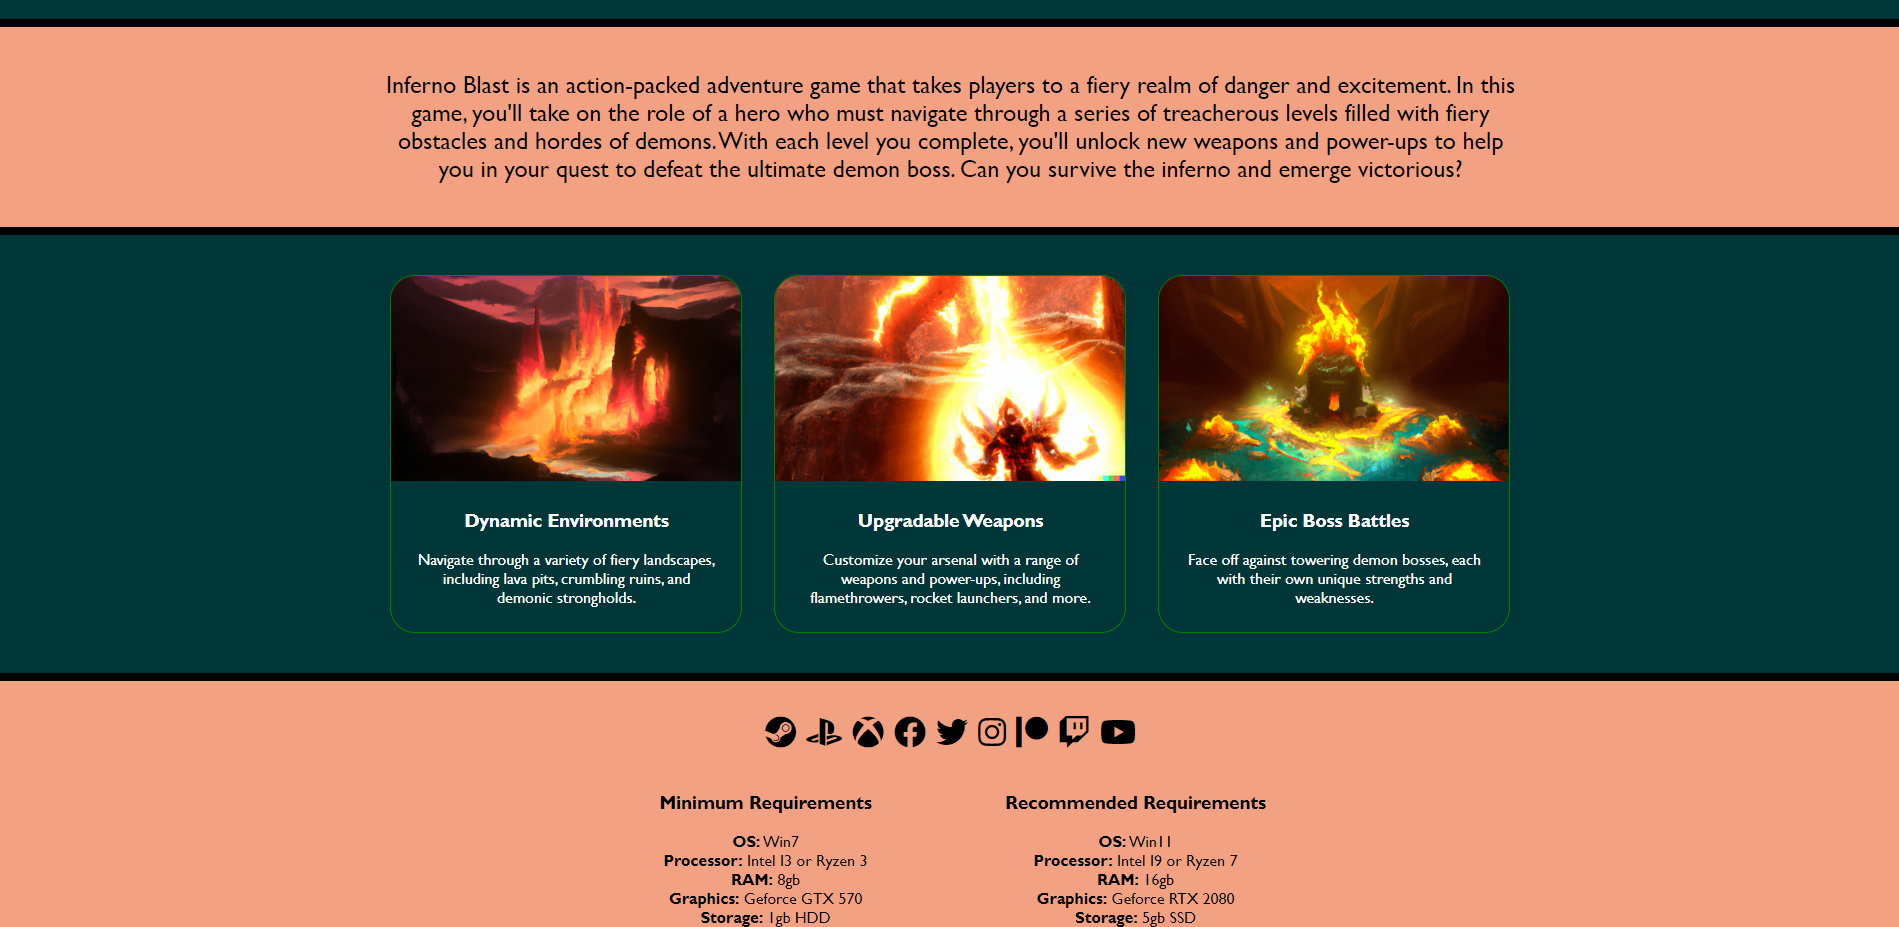 Inferno Blast is an action-packed adventure game that takes players to a fiery realm of danger and excitement. In this
game, you'll take on the role of a hero who must navigate through a series of treacherous levels filled with fiery
obstacles and hordes of demons. With each level you complete, you'll unlock new weapons and power-ups to help
you in your quest to defeat the ultimate demon boss. Can you survive the inferno and emerge victorious?
Dynamic Environments
Navigate through a variety of fiery landscapes,
including lava pits, crumbling ruins, and
demonic strongholds.
Upgradable Weapons
Customize your arsenal with a range of
weapons and power-ups, including
flamethrowers, rocket launchers, and more.
Epic Boss Battles
Face off against towering demon bosses, each
with their own unique strengths and
weaknesses.
Minimum Requirements
OS: Win7
Processor: Intel I3 or Ryzen 3
RAM: 8gb
Graphics: Geforce GTX 570
Storage: 1gb HDD
Recommended Requirements
OS: Win11
Processor: Intel I9 or Ryzen 7
RAM: 16gb
Graphics: Geforce RTX 2080
Storage: 5gb SSD